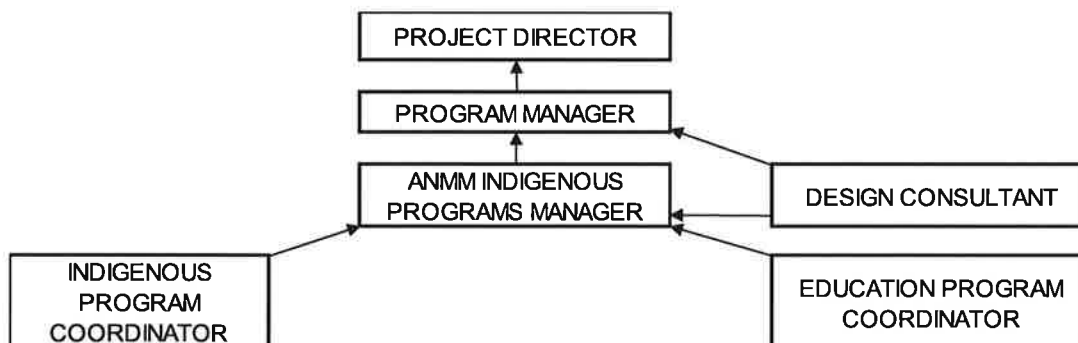 PROJECT DIRECTOR
PROGRAM MANAGER
ANMM INDIGENOUS
PROGRAMS MANAGER
DESIGN CONSULTANT
INDIGENOUS
PROGRAM
COORDINATOR
EDUCATION PROGRAM
COORDINATOR